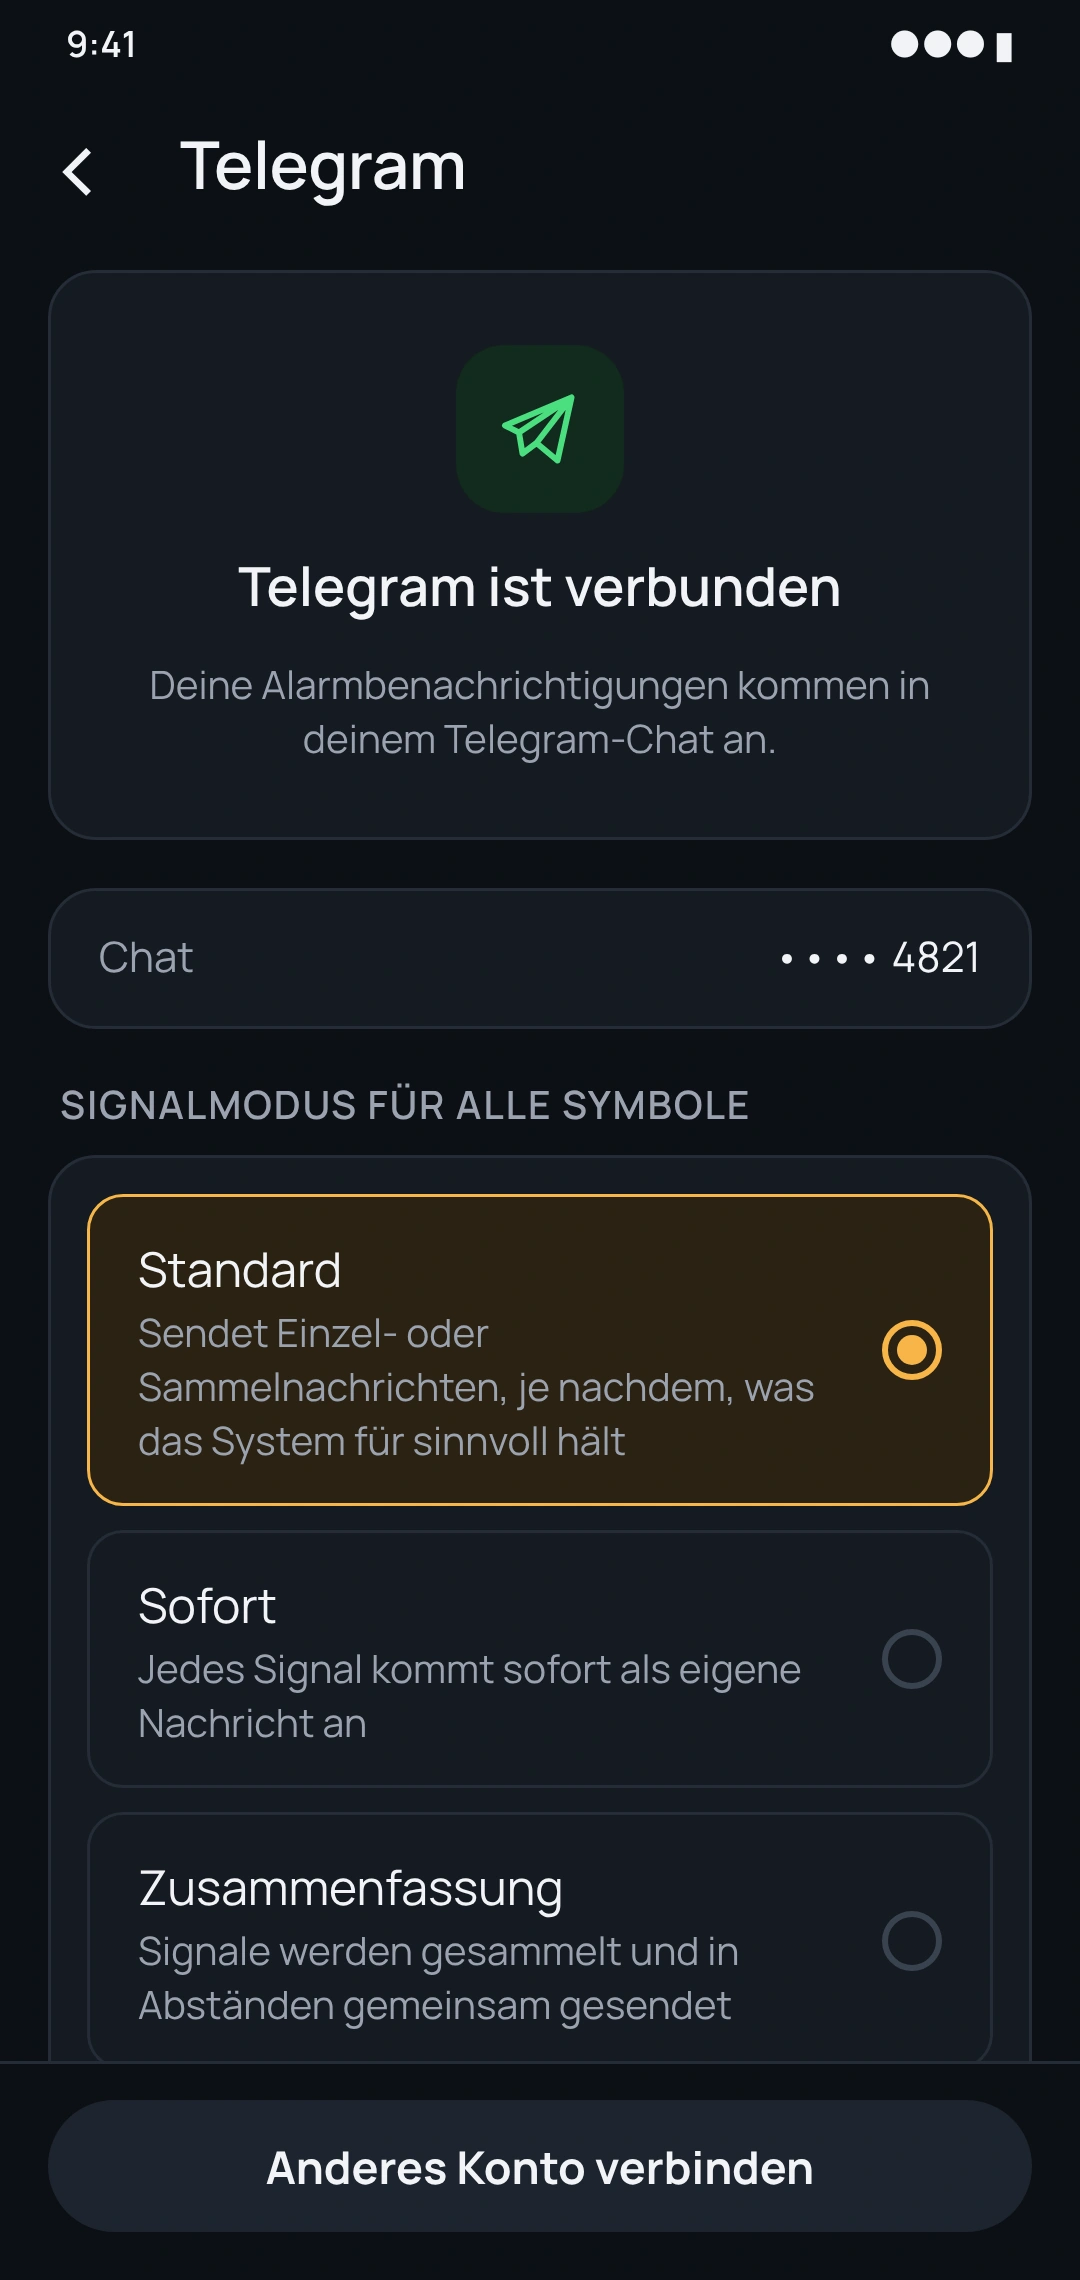 9:41
Telegram
Telegram ist verbunden
Deine Alarmbenachrichtigungen kommen in
deinem Telegram-Chat an.
Chat
•••• 4821
SIGNALMODUS FÜR ALLE SYMBOLE
Standard
Sendet Einzel- oder
Sammelnachrichten, je nachdem, was
das System für sinnvoll hält
Sofort
Jedes Signal kommt sofort als eigene
Nachricht an
Zusammenfassung
Signale werden gesammelt und in
Abständen gemeinsam gesendet
Anderes Konto verbinden